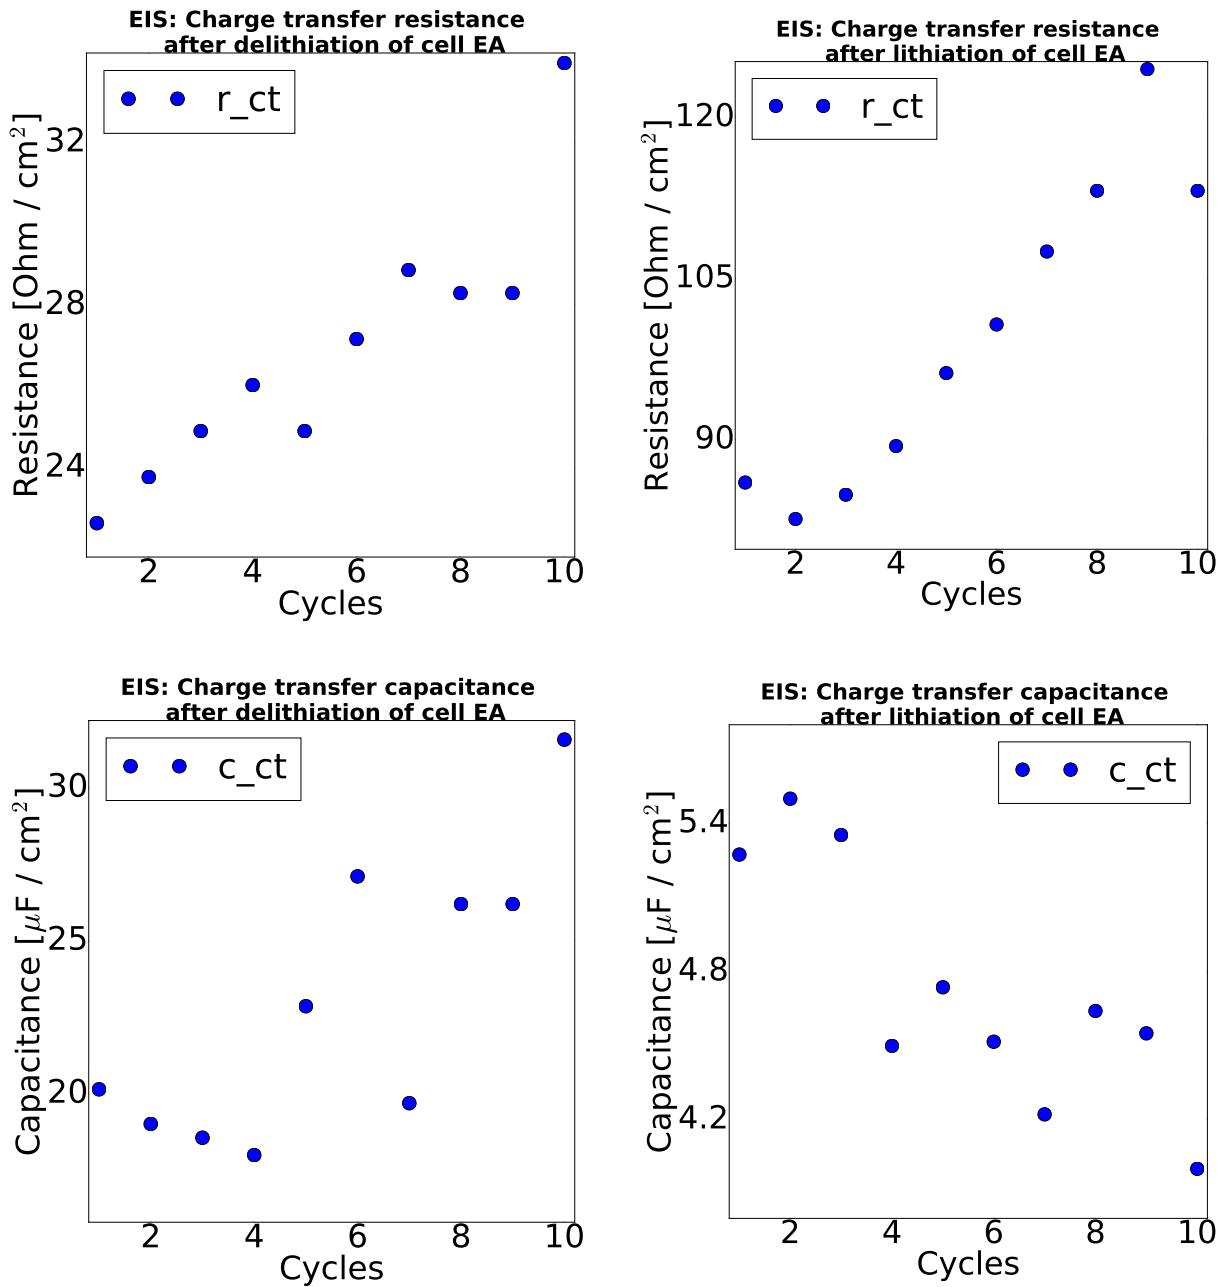 EIS: Charge transfer resistance
after delithiation of cell EA
r_ct
Resistance [Ohm / cm²]
32
28
24
2 4 6 8 10
Cycles
EIS: Charge transfer resistance
after lithiation of cell EA
r_ct
Resistance [Ohm / cm²]
120
105
90
2 4 6 8 10
Cycles
EIS: Charge transfer capacitance
after delithiation of cell EA
c_ct
Capacitance [μF / cm²]
30
25
20
2 4 6 8 10
Cycles
EIS: Charge transfer capacitance
after lithiation of cell EA
c_ct
Capacitance [μF / cm²]
5.4
4.8
4.2
2 4 6 8 10
Cycles